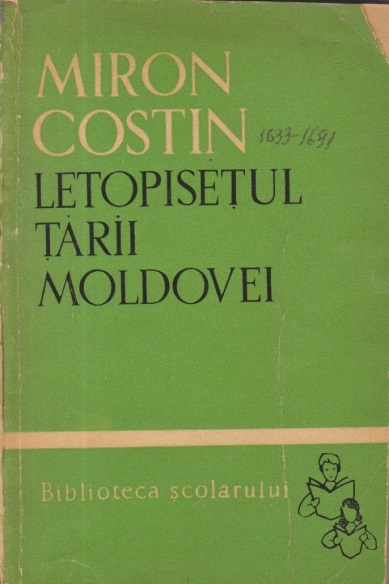 MIRON
COSTIN 1633-1691
LETOPISEȚUL
ȚĂRII
MOLDOVEI
Biblioteca școlarului